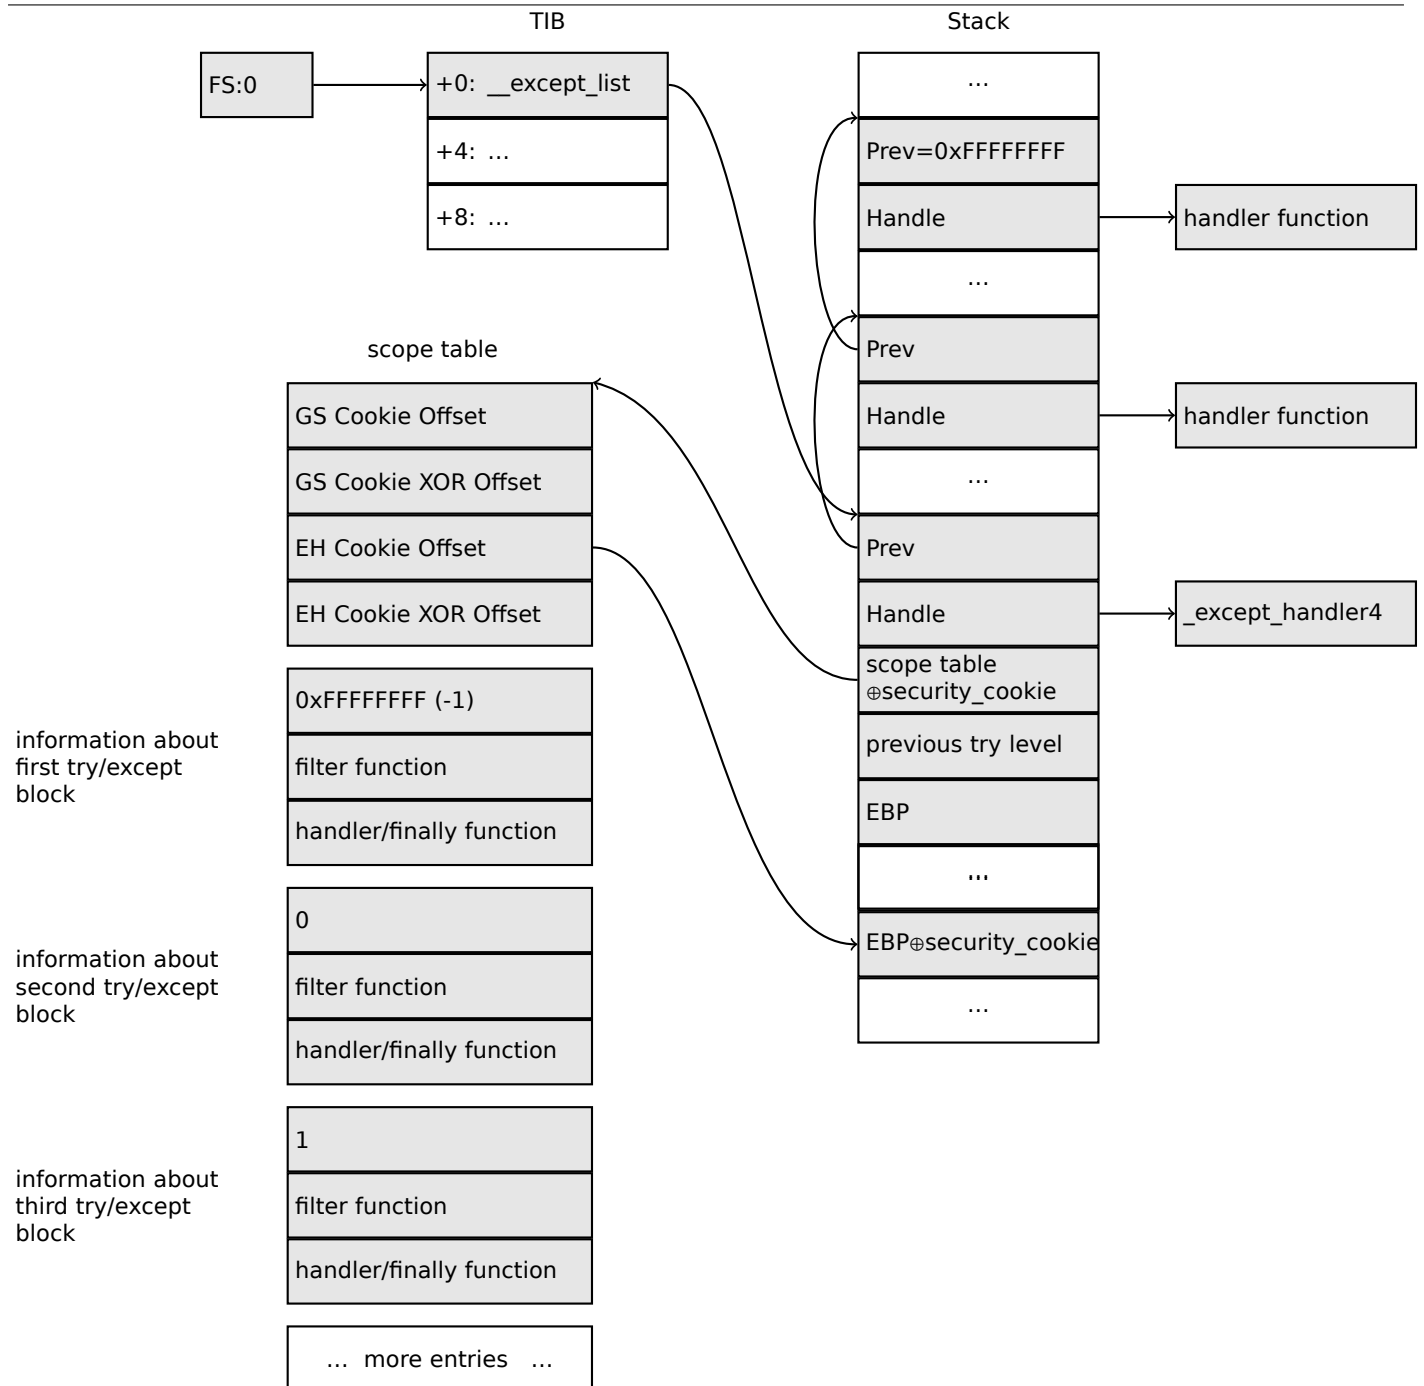 TIB
Stack
FS:0
+0: __except_list
+4: ...
+8: ...
...
Prev=0xFFFFFFFF
Handle
handler function
...
Prev
Handle
handler function
...
Prev
Handle
_except_handler4
scope table
⊕security_cookie
previous try level
EBP
...
EBP⊕security_cookie
...
scope table
GS Cookie Offset
GS Cookie XOR Offset
EH Cookie Offset
EH Cookie XOR Offset
information about
first try/except
block
0xFFFFFFFF (-1)
filter function
handler/finally function
information about
second try/except
block
0
filter function
handler/finally function
information about
third try/except
block
1
filter function
handler/finally function
... more entries ...